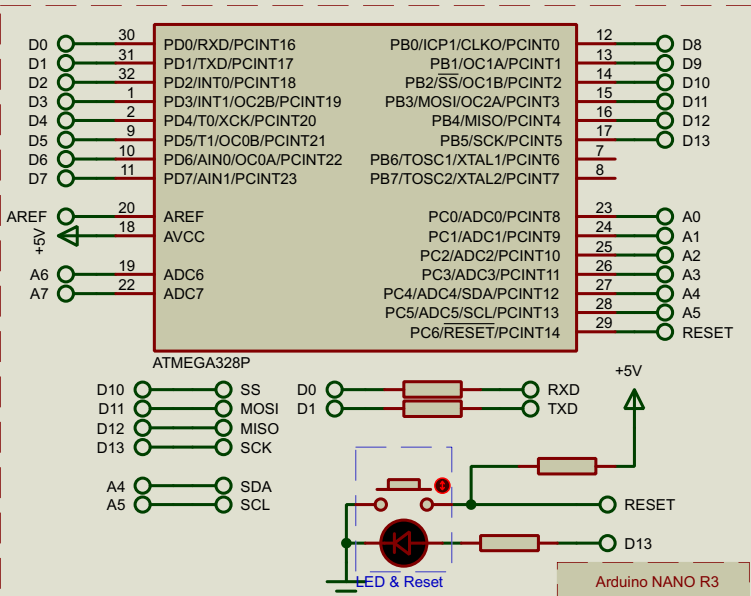 D0 30 PD0/RXD/PCINT16 PB0/ICP1/CLKO/PCINT0 12 D8
D1 31 PD1/TXD/PCINT17 PB1/OC1A/PCINT1 13 D9
D2 32 PD2/INT0/PCINT18 PB2/SS/OC1B/PCINT2 14 D10
D3 1 PD3/INT1/OC2B/PCINT19 PB3/MOSI/OC2A/PCINT3 15 D11
D4 2 PD4/T0/XCK/PCINT20 PB4/MISO/PCINT4 16 D12
D5 9 PD5/T1/OC0B/PCINT21 PB5/SCK/PCINT5 17 D13
D6 10 PD6/AIN0/OC0A/PCINT22 PB6/TOSC1/XTAL1/PCINT6 7
D7 11 PD7/AIN1/PCINT23 PB7/TOSC2/XTAL2/PCINT7 8
AREF 20 AREF PC0/ADC0/PCINT8 23 A0
+5V 18 AVCC PC1/ADC1/PCINT9 24 A1
PC2/ADC2/PCINT10 25 A2
A6 19 ADC6 PC3/ADC3/PCINT11 26 A3
A7 22 ADC7 PC4/ADC4/SDA/PCINT12 27 A4
PC5/ADC5/SCL/PCINT13 28 A5
PC6/RESET/PCINT14 29 RESET
ATMEGA328P
+5V
D10 SS D0 RXD
D11 MOSI D1 TXD
D12 MISO
D13 SCK
A4 SDA
A5 SCL RESET
D13
LED & Reset Arduino NANO R3